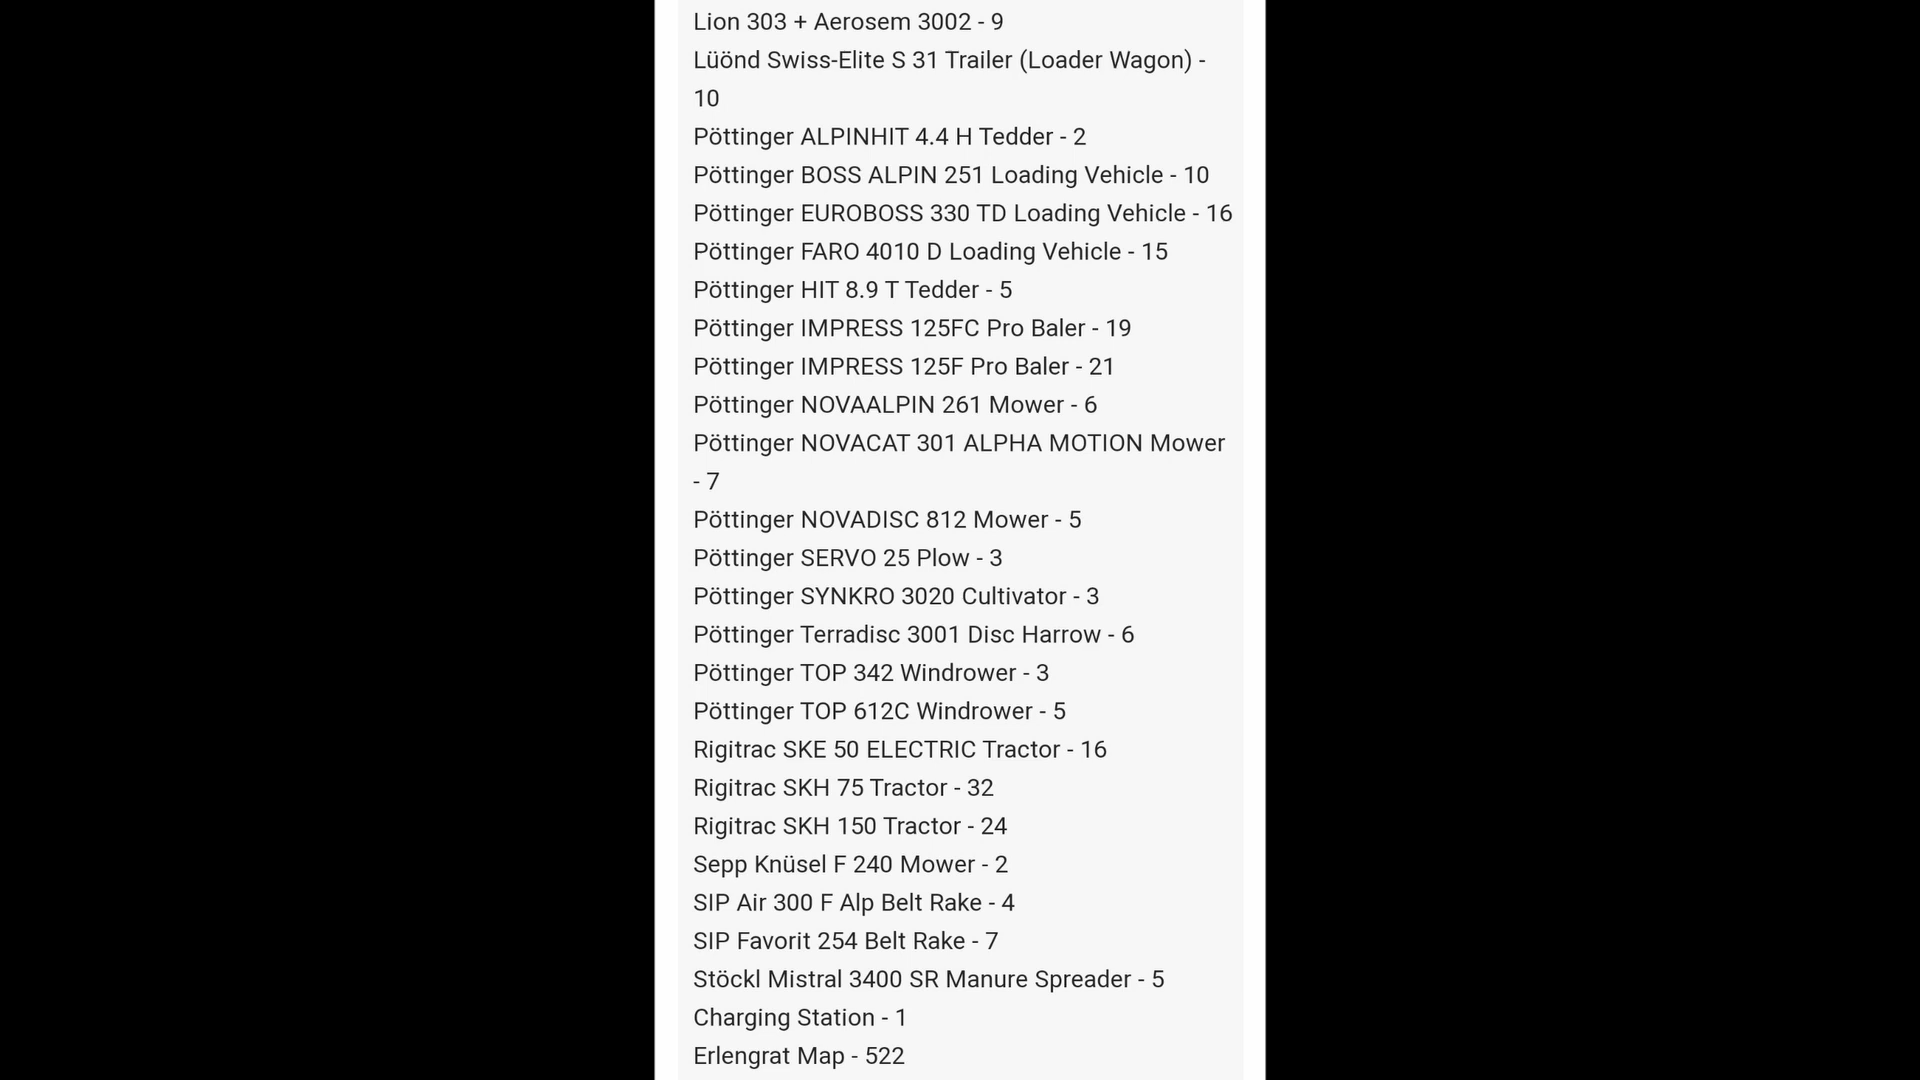 Lion 303 + Aerosem 3002 - 9
Lüönd Swiss-Elite S 31 Trailer (Loader Wagon) -
10
Pöttinger ALPINHIT 4.4 H Tedder - 2
Pöttinger BOSS ALPIN 251 Loading Vehicle - 10
Pöttinger EUROBOSS 330 TD Loading Vehicle - 16
Pöttinger FARO 4010 D Loading Vehicle - 15
Pöttinger HIT 8.9 T Tedder - 5
Pöttinger IMPRESS 125FC Pro Baler - 19
Pöttinger IMPRESS 125F Pro Baler - 21
Pöttinger NOVAALPIN 261 Mower - 6
Pöttinger NOVACAT 301 ALPHA MOTION Mower
- 7
Pöttinger NOVADISC 812 Mower - 5
Pöttinger SERVO 25 Plow - 3
Pöttinger SYNKRO 3020 Cultivator - 3
Pöttinger Terradisc 3001 Disc Harrow - 6
Pöttinger TOP 342 Windrower - 3
Pöttinger TOP 612C Windrower - 5
Rigitrac SKE 50 ELECTRIC Tractor - 16
Rigitrac SKH 75 Tractor - 32
Rigitrac SKH 150 Tractor - 24
Sepp Knüsel F 240 Mower - 2
SIP Air 300 F Alp Belt Rake - 4
SIP Favorit 254 Belt Rake - 7
Stöckl Mistral 3400 SR Manure Spreader - 5
Charging Station - 1
Erlengrat Map - 522